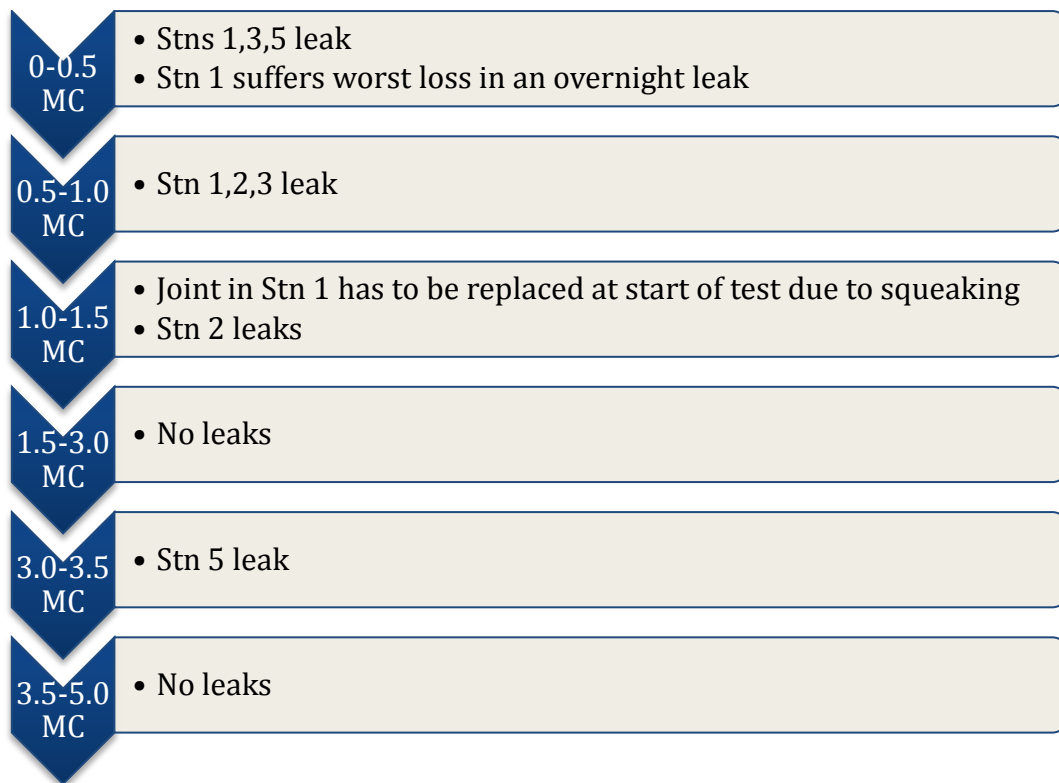 0-0.5
MC
• Stns 1,3,5 leak
• Stn 1 suffers worst loss in an overnight leak
0.5-1.0
MC
• Stn 1,2,3 leak
1.0-1.5
MC
• Joint in Stn 1 has to be replaced at start of test due to squeaking
• Stn 2 leaks
1.5-3.0
MC
• No leaks
3.0-3.5
MC
• Stn 5 leak
3.5-5.0
MC
• No leaks